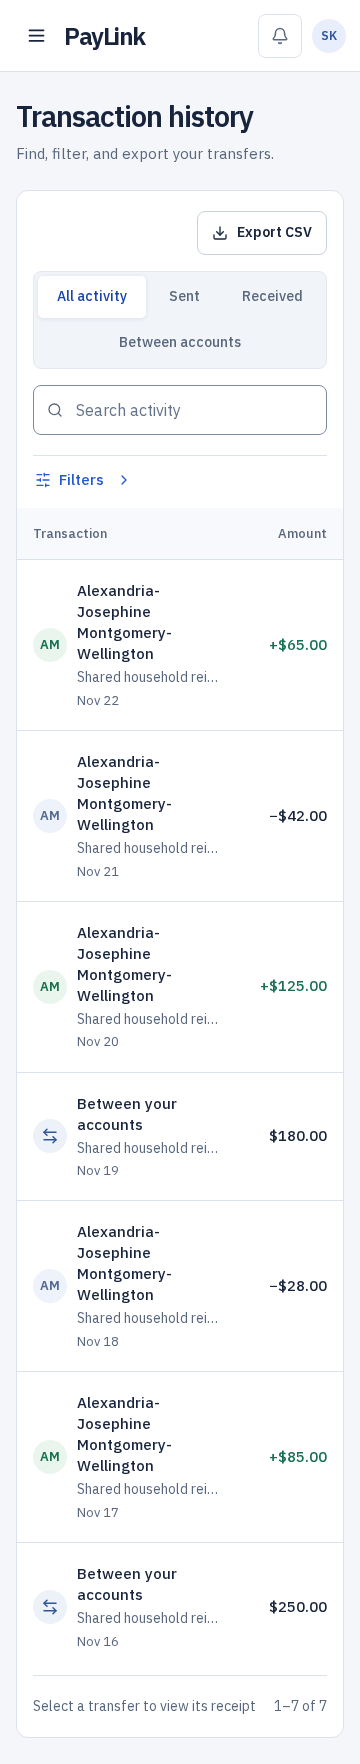 PayLink
SK
Transaction history
Find, filter, and export your transfers.
Export CSV
All activity
Sent
Received
Between accounts
Search activity
Filters
Transaction
Amount
Alexandria-
Josephine
Montgomery-
Wellington
AM
+$65.00
Shared household rei…
Nov 22
Alexandria-
Josephine
Montgomery-
Wellington
AM
−$42.00
Shared household rei…
Nov 21
Alexandria-
Josephine
Montgomery-
Wellington
AM
+$125.00
Shared household rei…
Nov 20
Between your
accounts
$180.00
Shared household rei…
Nov 19
Alexandria-
Josephine
Montgomery-
Wellington
AM
−$28.00
Shared household rei…
Nov 18
Alexandria-
Josephine
Montgomery-
Wellington
AM
+$85.00
Shared household rei…
Nov 17
Between your
accounts
$250.00
Shared household rei…
Nov 16
Select a transfer to view its receipt
1–7 of 7